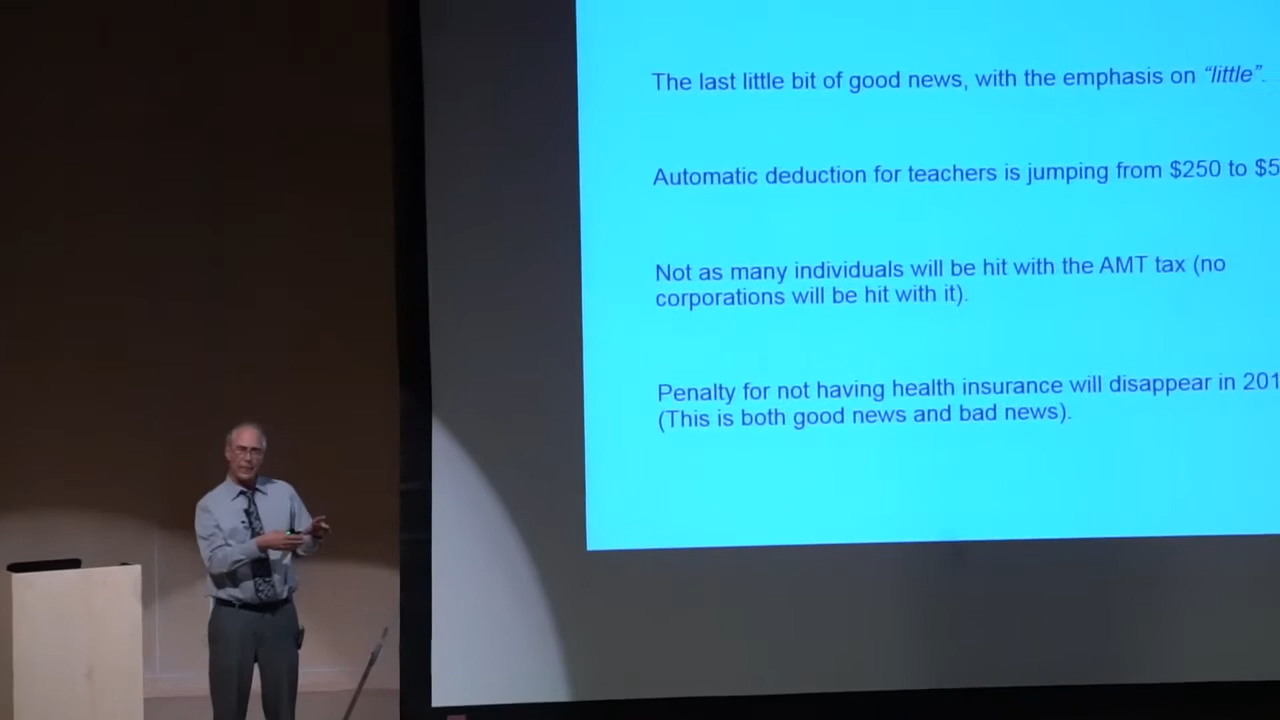 The last little bit of good news, with the emphasis on “little”.
Automatic deduction for teachers is jumping from $250 to $5
Not as many individuals will be hit with the AMT tax (no
corporations will be hit with it).
Penalty for not having health insurance will disappear in 201
(This is both good news and bad news).